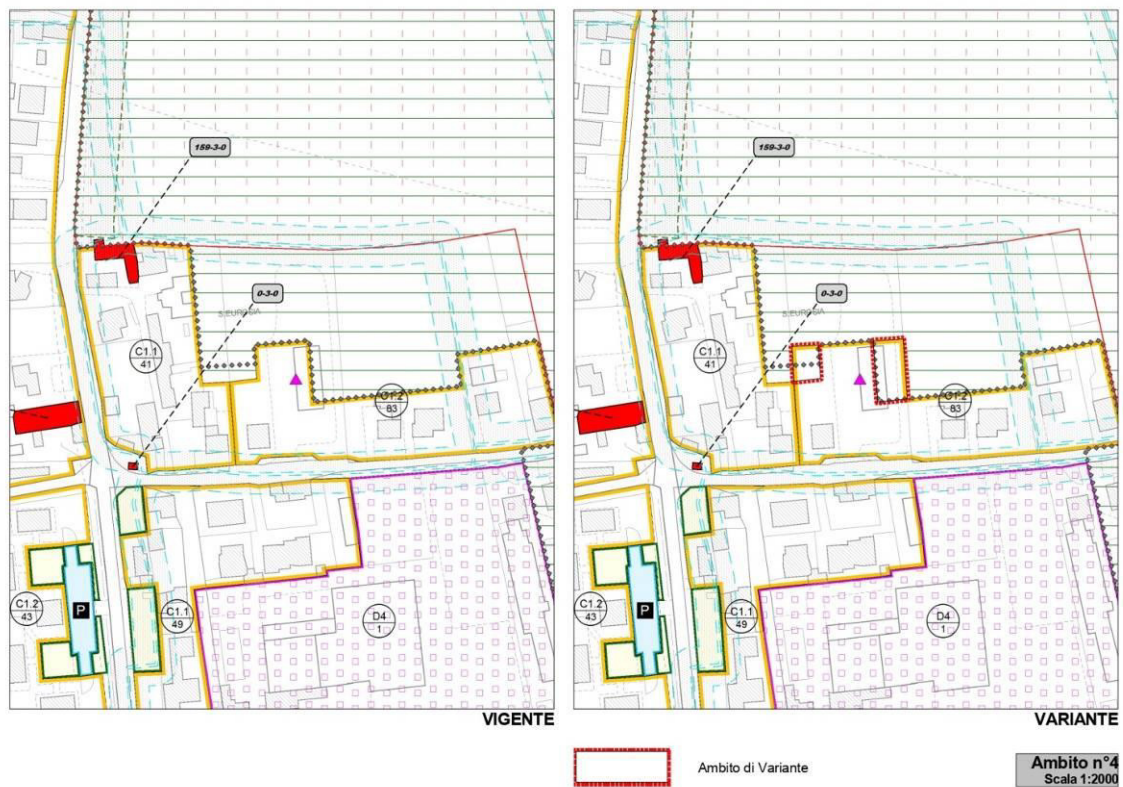 159-3-0
0-3-0
S.EUROSIA
C1.1
41
C1.2
83
C1.2
43
P
C1.1
49
D4
1
VIGENTE
159-3-0
0-3-0
S.EUROSIA
C1.1
41
C1.2
83
C1.2
43
P
C1.1
49
D4
1
VARIANTE
Ambito di Variante
Ambito n°4
Scala 1:2000